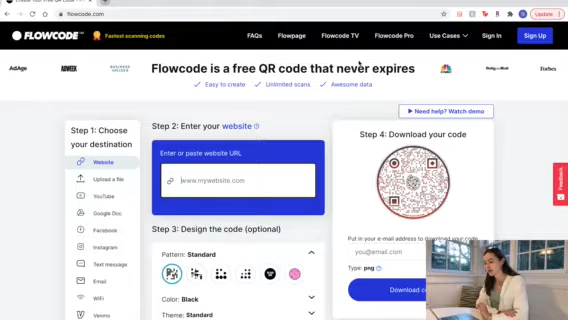 flowcode.com
Update
FLOWCODE
Fastest scanning codes
FAQs
Flowpage
Flowcode TV
Flowcode Pro
Use Cases
Sign In
Sign Up
AdAge
ADWEEK
BUSINESS INSIDER
Flowcode is a free QR code that never expires
Forbes
Easy to create
Unlimited scans
Awesome data
Need help? Watch demo
Step 1: Choose
your destination
Website
Upload a file
YouTube
Google Doc
Facebook
Instagram
Text message
Email
WiFi
Venmo
Step 2: Enter your website
Enter or paste website URL
www.mywebsite.com
Step 3: Design the code (optional)
Pattern: Standard
Color: Black
Theme: Standard
Step 4: Download your code
Put in your e-mail address to download your code.
you@email.com
Type: png
Download
Feedback